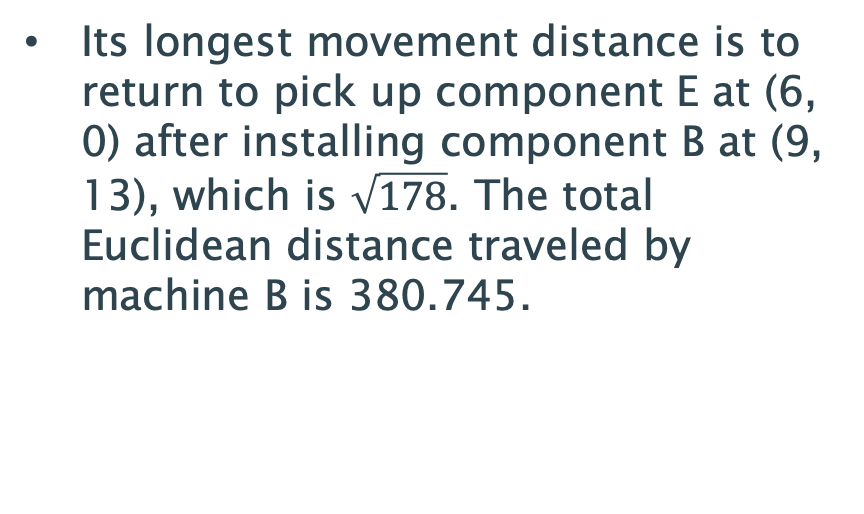 • Its longest movement distance is to
return to pick up component E at (6,
0) after installing component B at (9,
13), which is √178. The total
Euclidean distance traveled by
machine B is 380.745.